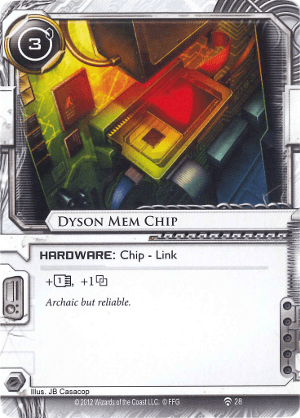 3
DYSON MEM CHIP
HARDWARE: Chip - Link
+1, +1
Archaic but reliable.
Illus. JB Casacop
© 2012 Wizards of the Coast LLC. © FFG 28